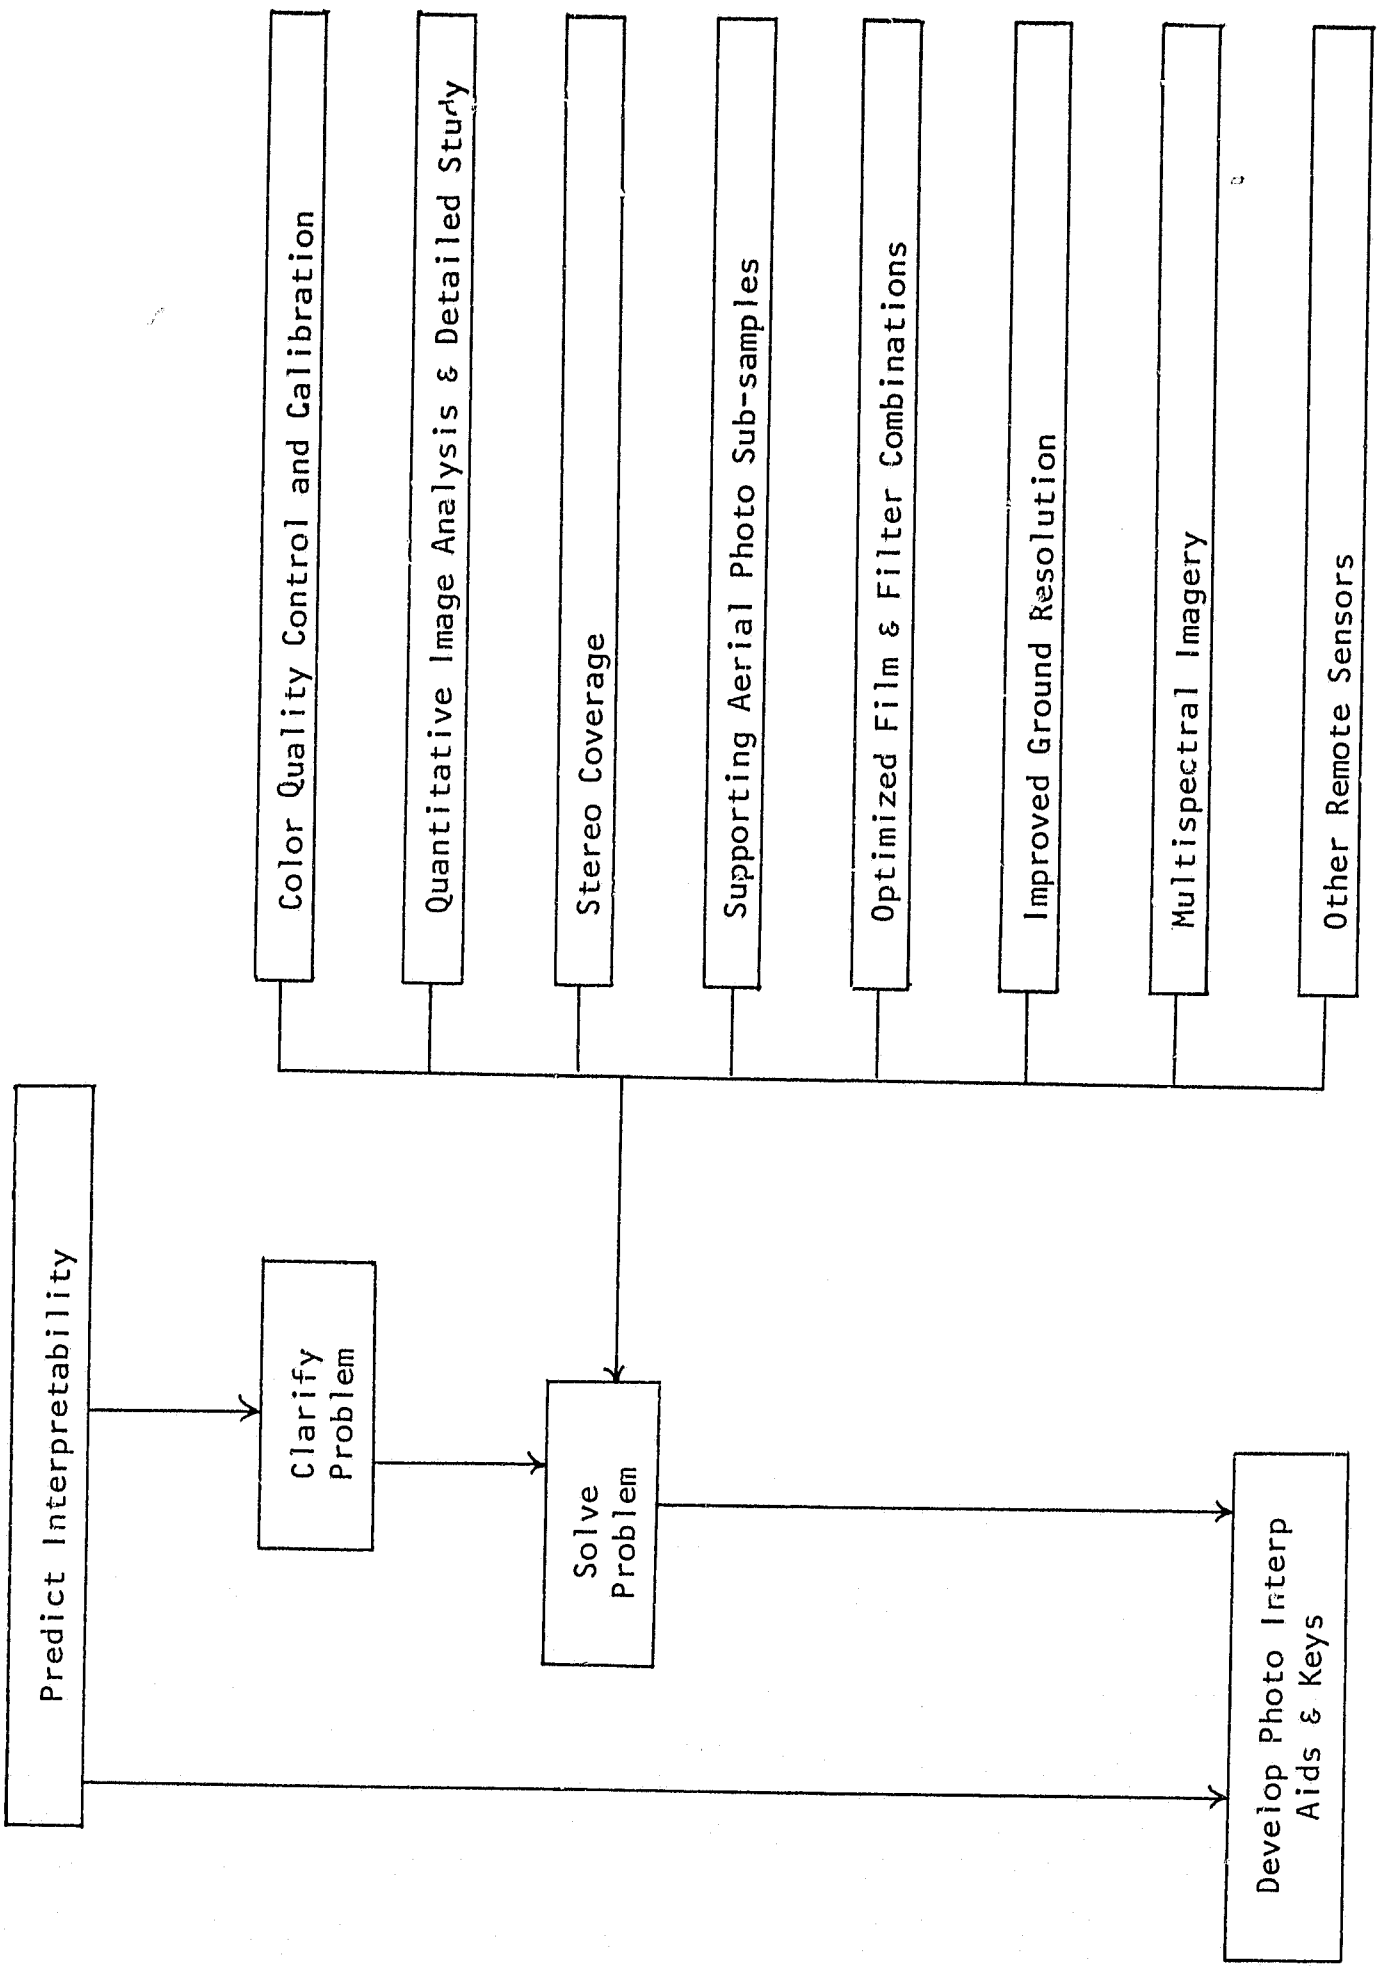 Predict Interpretability
Clarify
Problem
Solve
Problem
Develop Photo Interp
Aids & Keys
Color Quality Control and Calibration
Quantitative Image Analysis & Detailed Study
Stereo Coverage
Supporting Aerial Photo Sub-samples
Optimized Film & Filter Combinations
Improved Ground Resolution
Multispectral Imagery
Other Remote Sensors